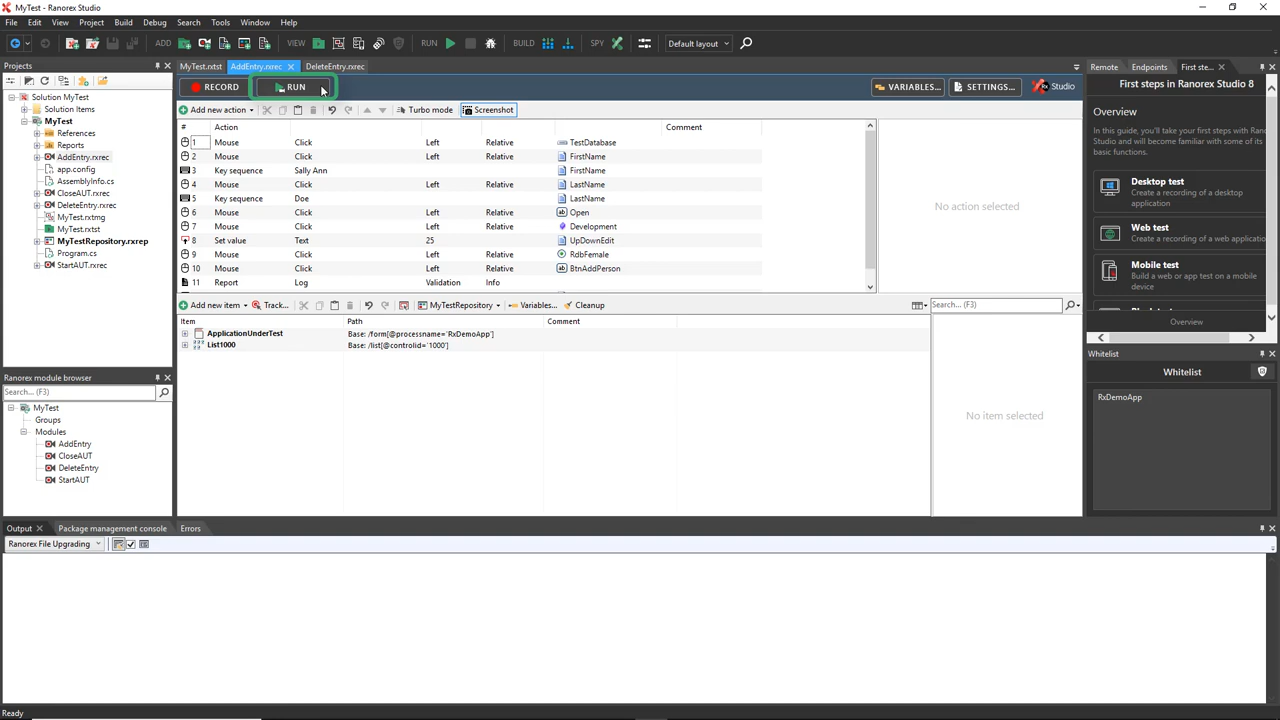 MyTest - Ranorex Studio
File Edit View Project Build Debug Search Tools Window Help
ADD VIEW RUN BUILD SPY Default layout
Projects
Solution MyTest
Solution Items
MyTest
References
Reports
AddEntry.rxrec
app.config
AssemblyInfo.cs
CloseAUT.rxrec
DeleteEntry.rxrec
MyTest.rxtmg
MyTest.rxtst
MyTestRepository.rxrep
Program.cs
StartAUT.rxrec
Ranorex module browser
Search... (F3)
MyTest
Groups
Modules
AddEntry
CloseAUT
DeleteEntry
StartAUT
MyTest.rxtst AddEntry.rxrec DeleteEntry.rxrec
RECORD RUN VARIABLES... SETTINGS... Studio
Add new action Turbo mode Screenshot
# Action Comment
1 Mouse Click Left Relative TestDatabase
2 Mouse Click Left Relative FirstName
3 Key sequence Sally Ann FirstName
4 Mouse Click Left Relative LastName
5 Key sequence Doe LastName
6 Mouse Click Left Relative Open
7 Mouse Click Left Relative Development
8 Set value Text 25 UpDownEdit
9 Mouse Click Left Relative RdbFemale
10 Mouse Click Left Relative BtnAddPerson
11 Report Log Validation Info
No action selected
Add new item Track... MyTestRepository Variables... Cleanup Search... (F3)
Item Path Comment
ApplicationUnderTest Base: /form[@processname='RxDemoApp']
List1000 Base: /list[@controlid='1000']
No item selected
Remote Endpoints First ste...
First steps in Ranorex Studio 8
Overview
In this guide, you'll take your first steps with Ranorex
Studio and will become familiar with some of its
basic functions.
Desktop test
Create a recording of a desktop
application
Web test
Create a recording of a web application
Mobile test
Build a web or app test on a mobile
device
Overview
Whitelist
Whitelist
RxDemoApp
Output Package management console Errors
Ranorex File Upgrading
Ready